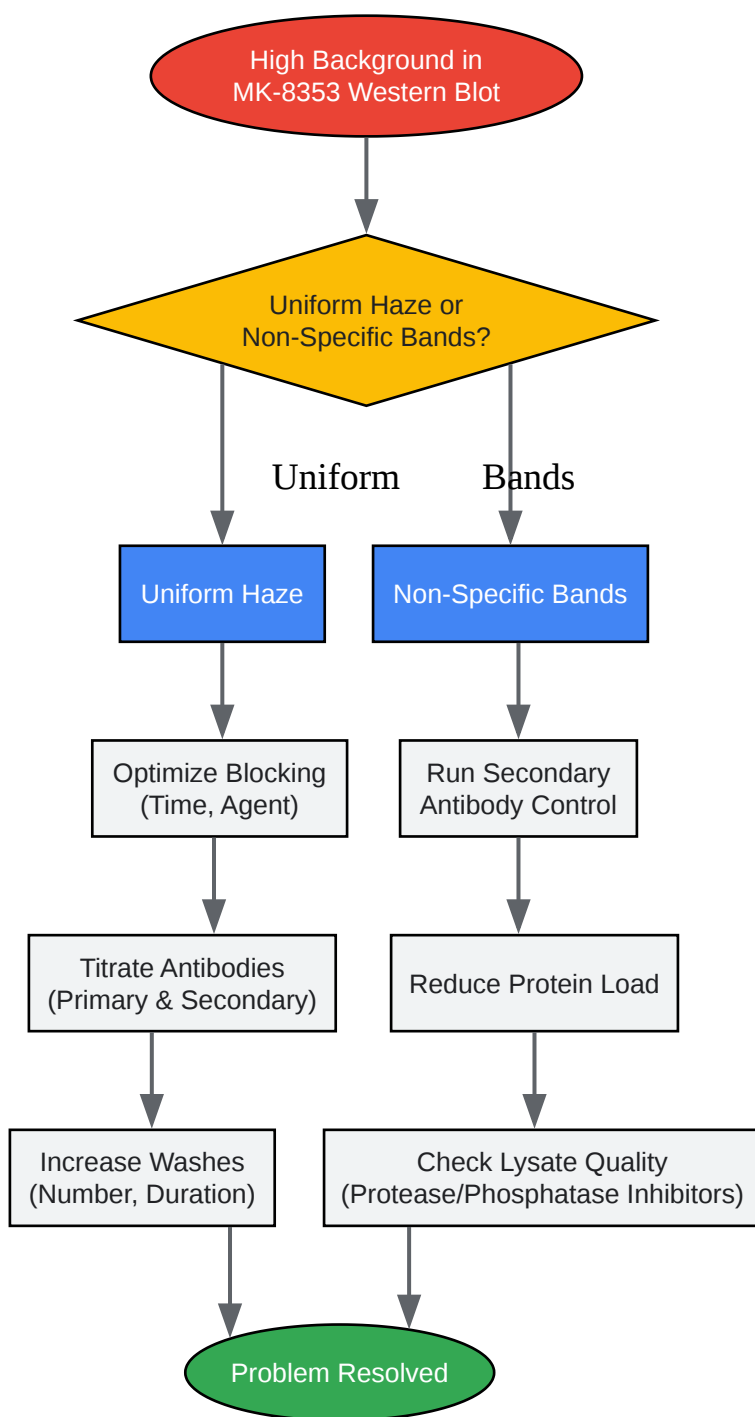 High Background in
MK-8353 Western Blot
Uniform Haze or
Non-Specific Bands?
Uniform
Bands
Uniform Haze
Non-Specific Bands
Optimize Blocking
(Time, Agent)
Run Secondary
Antibody Control
Titrate Antibodies
(Primary & Secondary)
Reduce Protein Load
Increase Washes
(Number, Duration)
Check Lysate Quality
(Protease/Phosphatase Inhibitors)
Problem Resolved